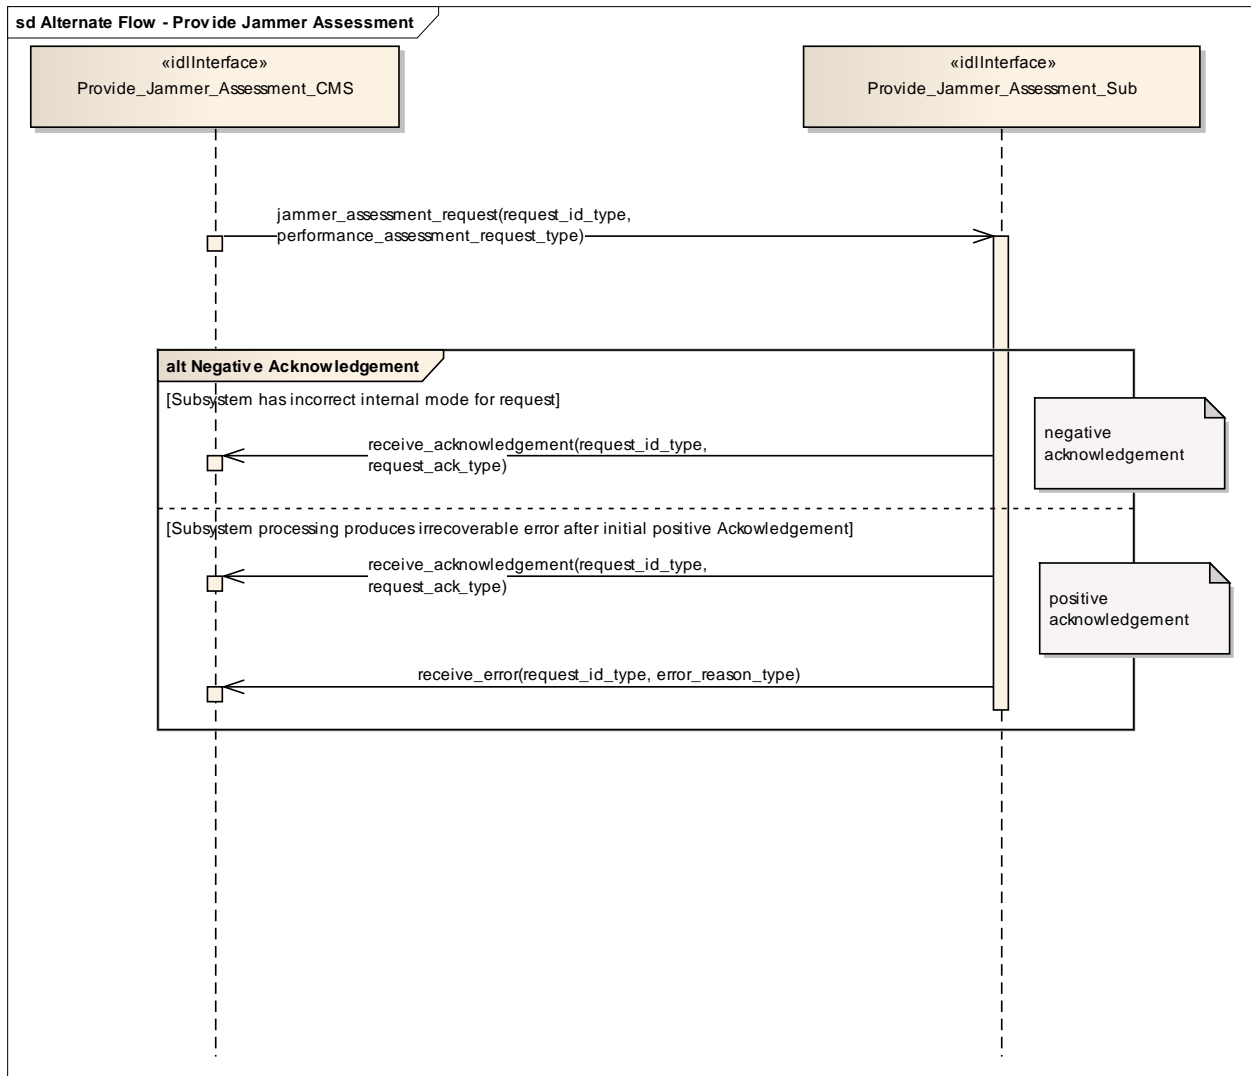 sd Alternate Flow - Provide Jammer Assessment
«idlInterface»
Provide_Jammer_Assessment_CMS
«idlInterface»
Provide_Jammer_Assessment_Sub
jammer_assessment_request(request_id_type,
performance_assessment_request_type)
alt Negative Acknowledgement
[Subsystem has incorrect internal mode for request]
receive_acknowledgement(request_id_type,
request_ack_type)
negative
acknowledgement
[Subsystem processing produces irrecoverable error after initial positive Ackowledgement]
receive_acknowledgement(request_id_type,
request_ack_type)
positive
acknowledgement
receive_error(request_id_type, error_reason_type)